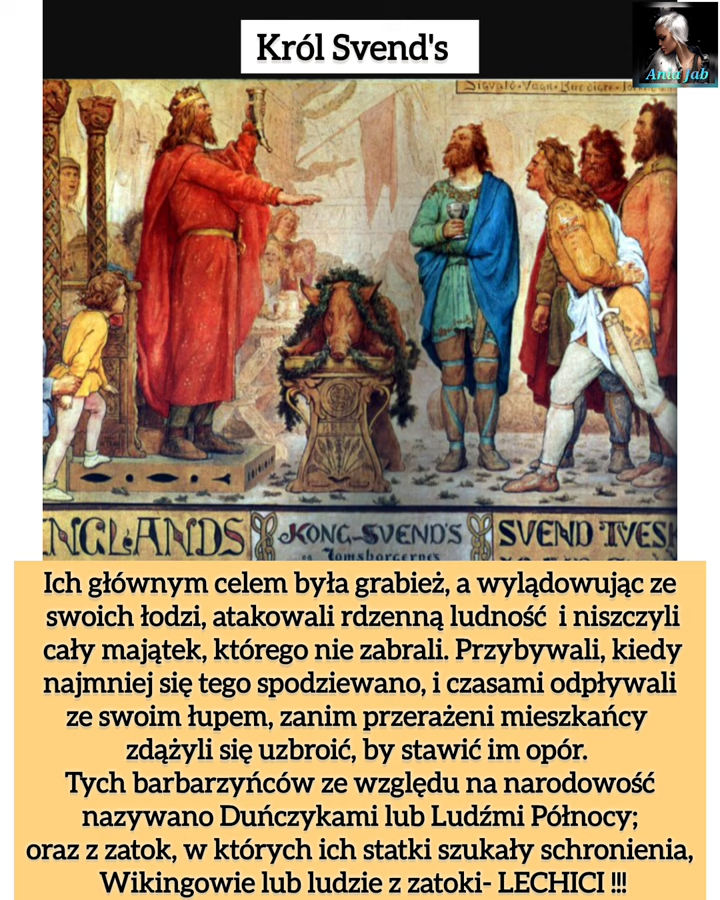 Król Svend's
Anna jab
NGLANDS
KONG-SVEND'S
SVEND TVES
Jomsborgernes
Ich głównym celem była grabież, a wylądowując ze
swoich łodzi, atakowali rdzenną ludność i niszczyli
cały majątek, którego nie zabrali. Przybywali, kiedy
najmniej się tego spodziewano, i czasami odpływali
ze swoim łupem, zanim przerażeni mieszkańcy
zdążyli się uzbroić, by stawić im opór.
Tych barbarzyńców ze względu na narodowość
nazywano Duńczykami lub Ludźmi Północy;
oraz z zatok, w których ich statki szukały schronienia,
Wikingowie lub ludzie z zatoki- LECHICI !!!